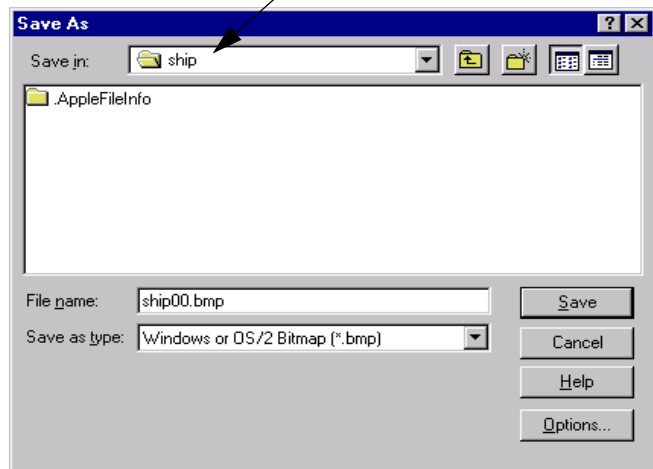 Save As
Save in: ship
.AppleFileInfo
File name: ship00.bmp Save
Save as type: Windows or OS/2 Bitmap (*.bmp) Cancel
Help
Options...